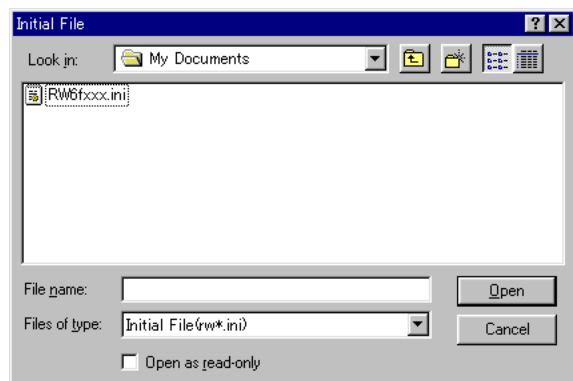 Initial File
Look in: My Documents
RW6fxxx.ini
File name: Open
Files of type: Initial File(rw*.ini) Cancel
Open as read-only